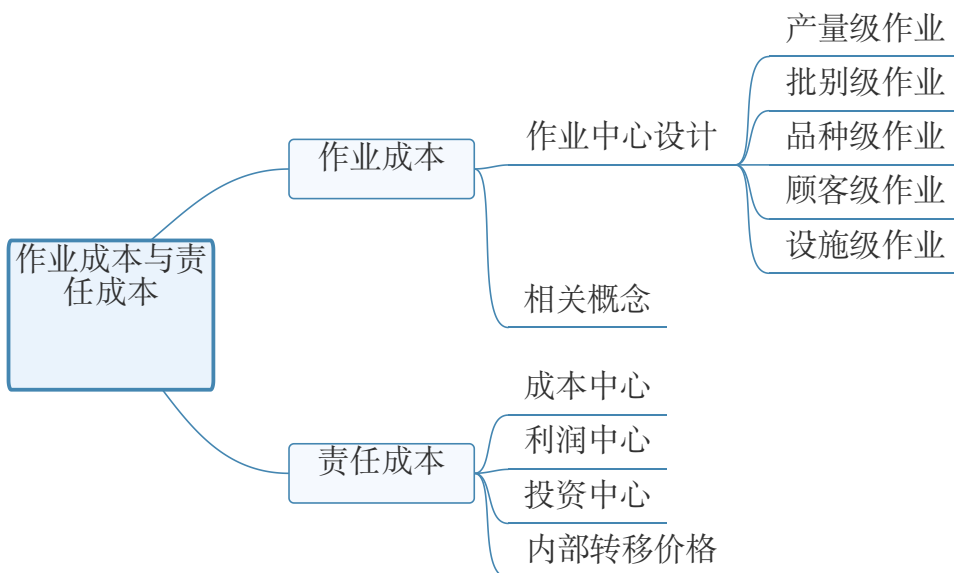 作业成本与责
任成本
作业成本
作业中心设计
产量级作业
批别级作业
品种级作业
顾客级作业
设施级作业
相关概念
责任成本
成本中心
利润中心
投资中心
内部转移价格